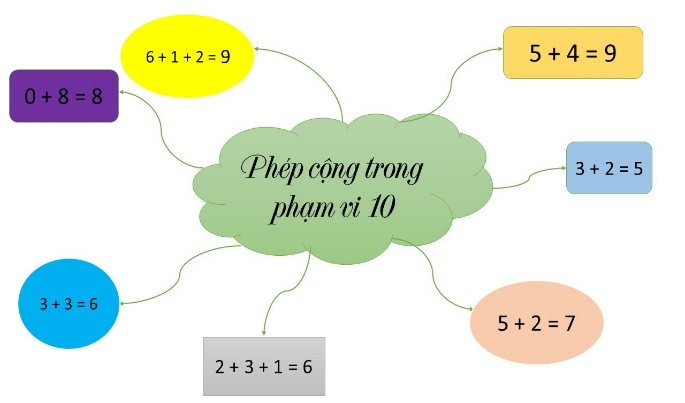 6 + 1 + 2 = 9
5 + 4 = 9
0 + 8 = 8
Phép cộng trong
phạm vi 10
3 + 2 = 5
3 + 3 = 6
5 + 2 = 7
2 + 3 + 1 = 6